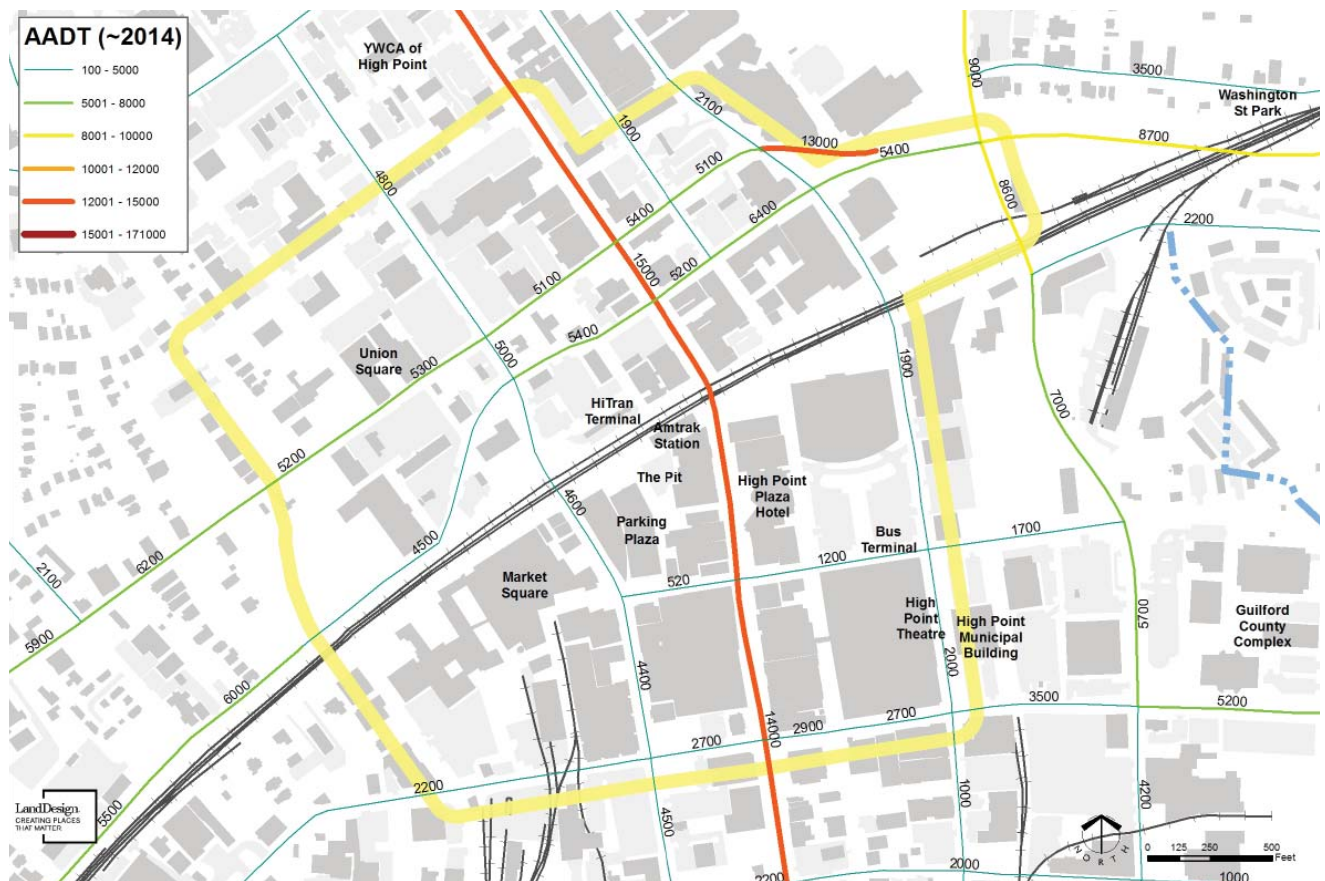 AADT (~2014)
100 - 5000
5001 - 8000
8001 - 10000
10001 - 12000
12001 - 15000
15001 - 171000
YWCA of
High Point
9000
3500
Washington
St Park
2100
1900
13000
8700
5400
5100
4800
8600
5400
6400
2200
15000
5200
5100
5400
5000
1900
Union
Square
5300
HiTran
Terminal
7000
Amtrak
Station
5200
The Pit
High Point
Plaza
Hotel
4600
Parking
Plaza
4500
Bus
Terminal
1700
1200
6200
2100
Market
Square
520
High
Point
Theatre
High Point
Municipal
Building
5700
Guilford
County
Complex
5900
6000
4400
2000
3500
5200
14000
2900
2700
2700
2200
1000
4200
LandDesign
CREATING PLACES
THAT MATTER
5500
4500
NORTH
0 125 250 500
Feet
2000
2200
1000